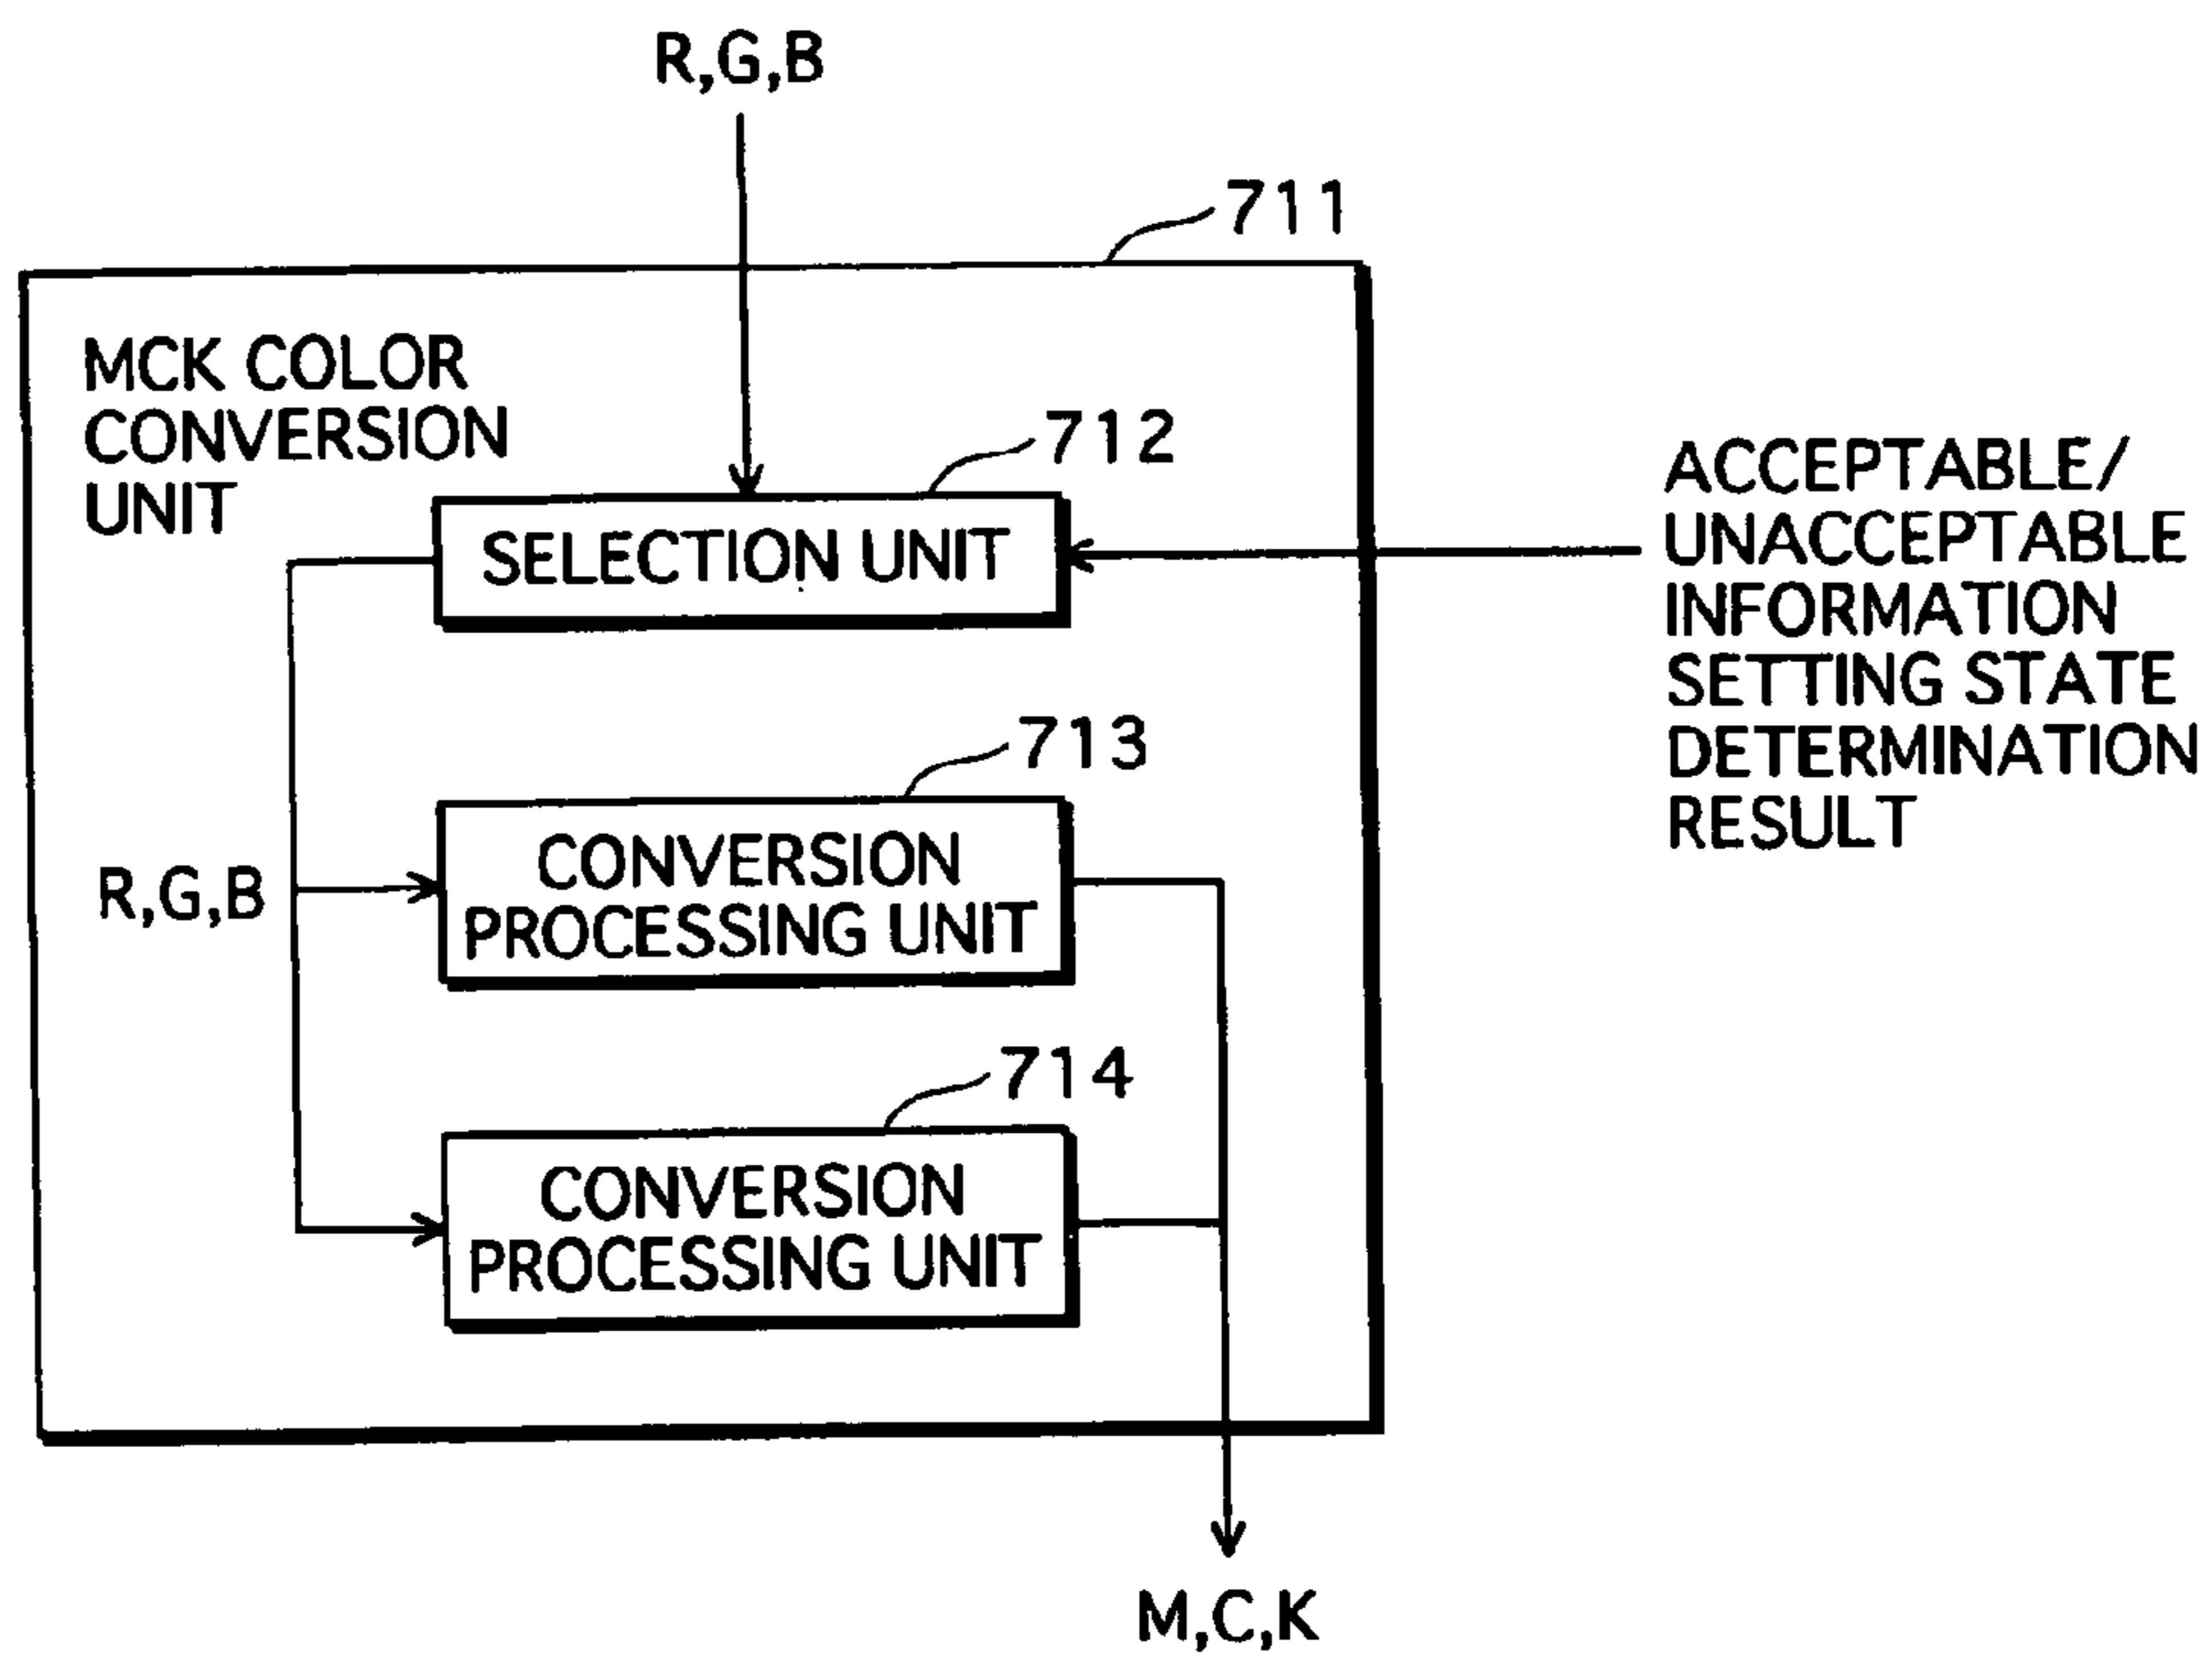 R,G,B
711
MCK COLOR
CONVERSION
UNIT
712
SELECTION UNIT
ACCEPTABLE/
UNACCEPTABLE
INFORMATION
SETTING STATE
DETERMINATION
RESULT
713
CONVERSION
PROCESSING UNIT
R,G,B
714
CONVERSION
PROCESSING UNIT
M,C,K